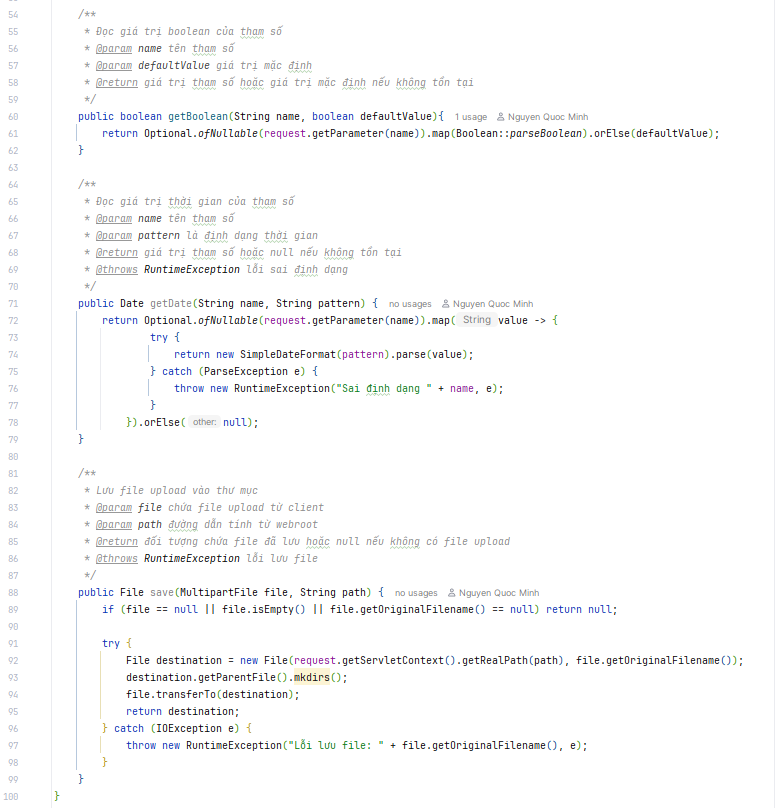 54 /**
55 * Đọc giá trị boolean của tham số
56 * @param name tên tham số
57 * @param defaultValue giá trị mặc định
58 * @return giá trị tham số hoặc giá trị mặc định nếu không tồn tại
59 */
60 public boolean getBoolean(String name, boolean defaultValue){ 1 usage Nguyen Quoc Minh
61 return Optional.ofNullable(request.getParameter(name)).map(Boolean::parseBoolean).orElse(defaultValue);
62 }
63
64 /**
65 * Đọc giá trị thời gian của tham số
66 * @param name tên tham số
67 * @param pattern là định dạng thời gian
68 * @return giá trị tham số hoặc null nếu không tồn tại
69 * @throws RuntimeException lỗi sai định dạng
70 */
71 public Date getDate(String name, String pattern) { no usages Nguyen Quoc Minh
72 return Optional.ofNullable(request.getParameter(name)).map( String value -> {
73 try {
74 return new SimpleDateFormat(pattern).parse(value);
75 } catch (ParseException e) {
76 throw new RuntimeException("Sai định dạng " + name, e);
77 }
78 }).orElse( other: null);
79 }
80
81 /**
82 * Lưu file upload vào thư mục
83 * @param file chứa file upload từ client
84 * @param path đường dẫn tính từ webroot
85 * @return đối tượng chứa file đã lưu hoặc null nếu không có file upload
86 * @throws RuntimeException lỗi lưu file
87 */
88 public File save(MultipartFile file, String path) { no usages Nguyen Quoc Minh
89 if (file == null || file.isEmpty() || file.getOriginalFilename() == null) return null;
90
91 try {
92 File destination = new File(request.getServletContext().getRealPath(path), file.getOriginalFilename());
93 destination.getParentFile().mkdirs();
94 file.transferTo(destination);
95 return destination;
96 } catch (IOException e) {
97 throw new RuntimeException("Lỗi lưu file: " + file.getOriginalFilename(), e);
98 }
99 }
100 }